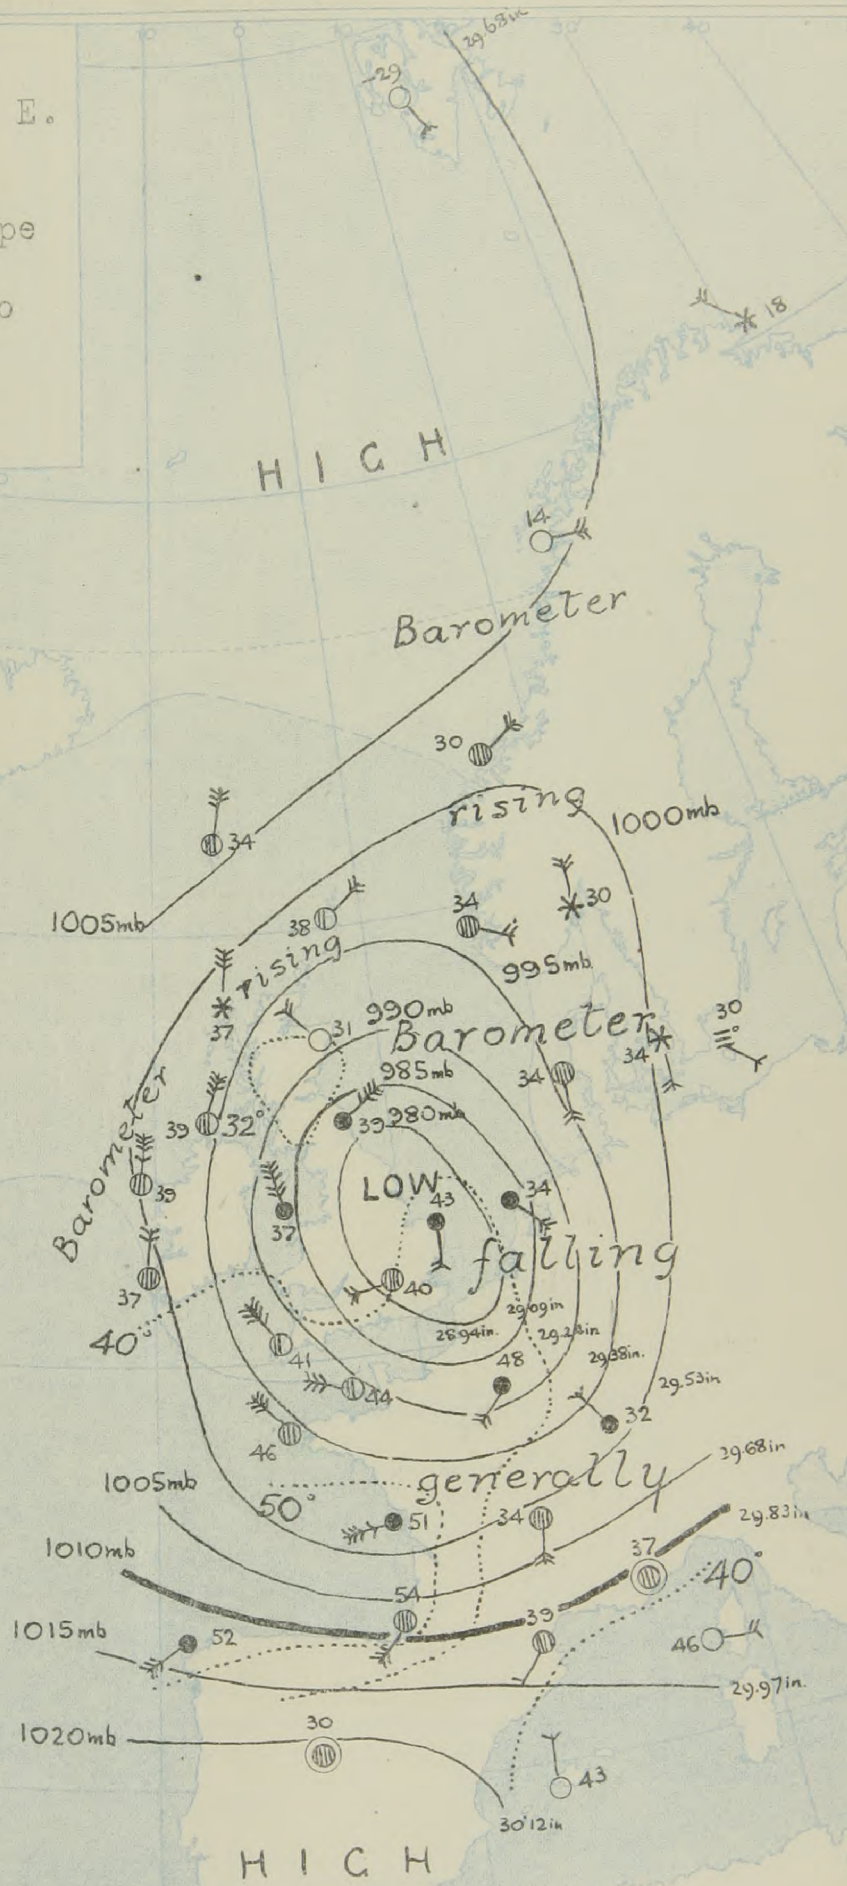 29.68in
-29
E.
pe
o
18
HIGH
14
Barometer
30
rising
1000mb
34
1005mb
38
34
30
rising
995mb
37
990mb
31
Barometer
30
34
985mb
34
39
32°
39
980mb
Barometer
39
LOW
43
34
37
falling
37
40
40°
29.09in
28.94in.
29.23in
29.38in.
41
48
29.53in
44
32
46
29.68in
generally
1005mb
50°
51
34
29.83in
1010mb
37
40°
54
39
1015mb
52
46
29.97in.
1020mb
30
43
30.12in
HIGH